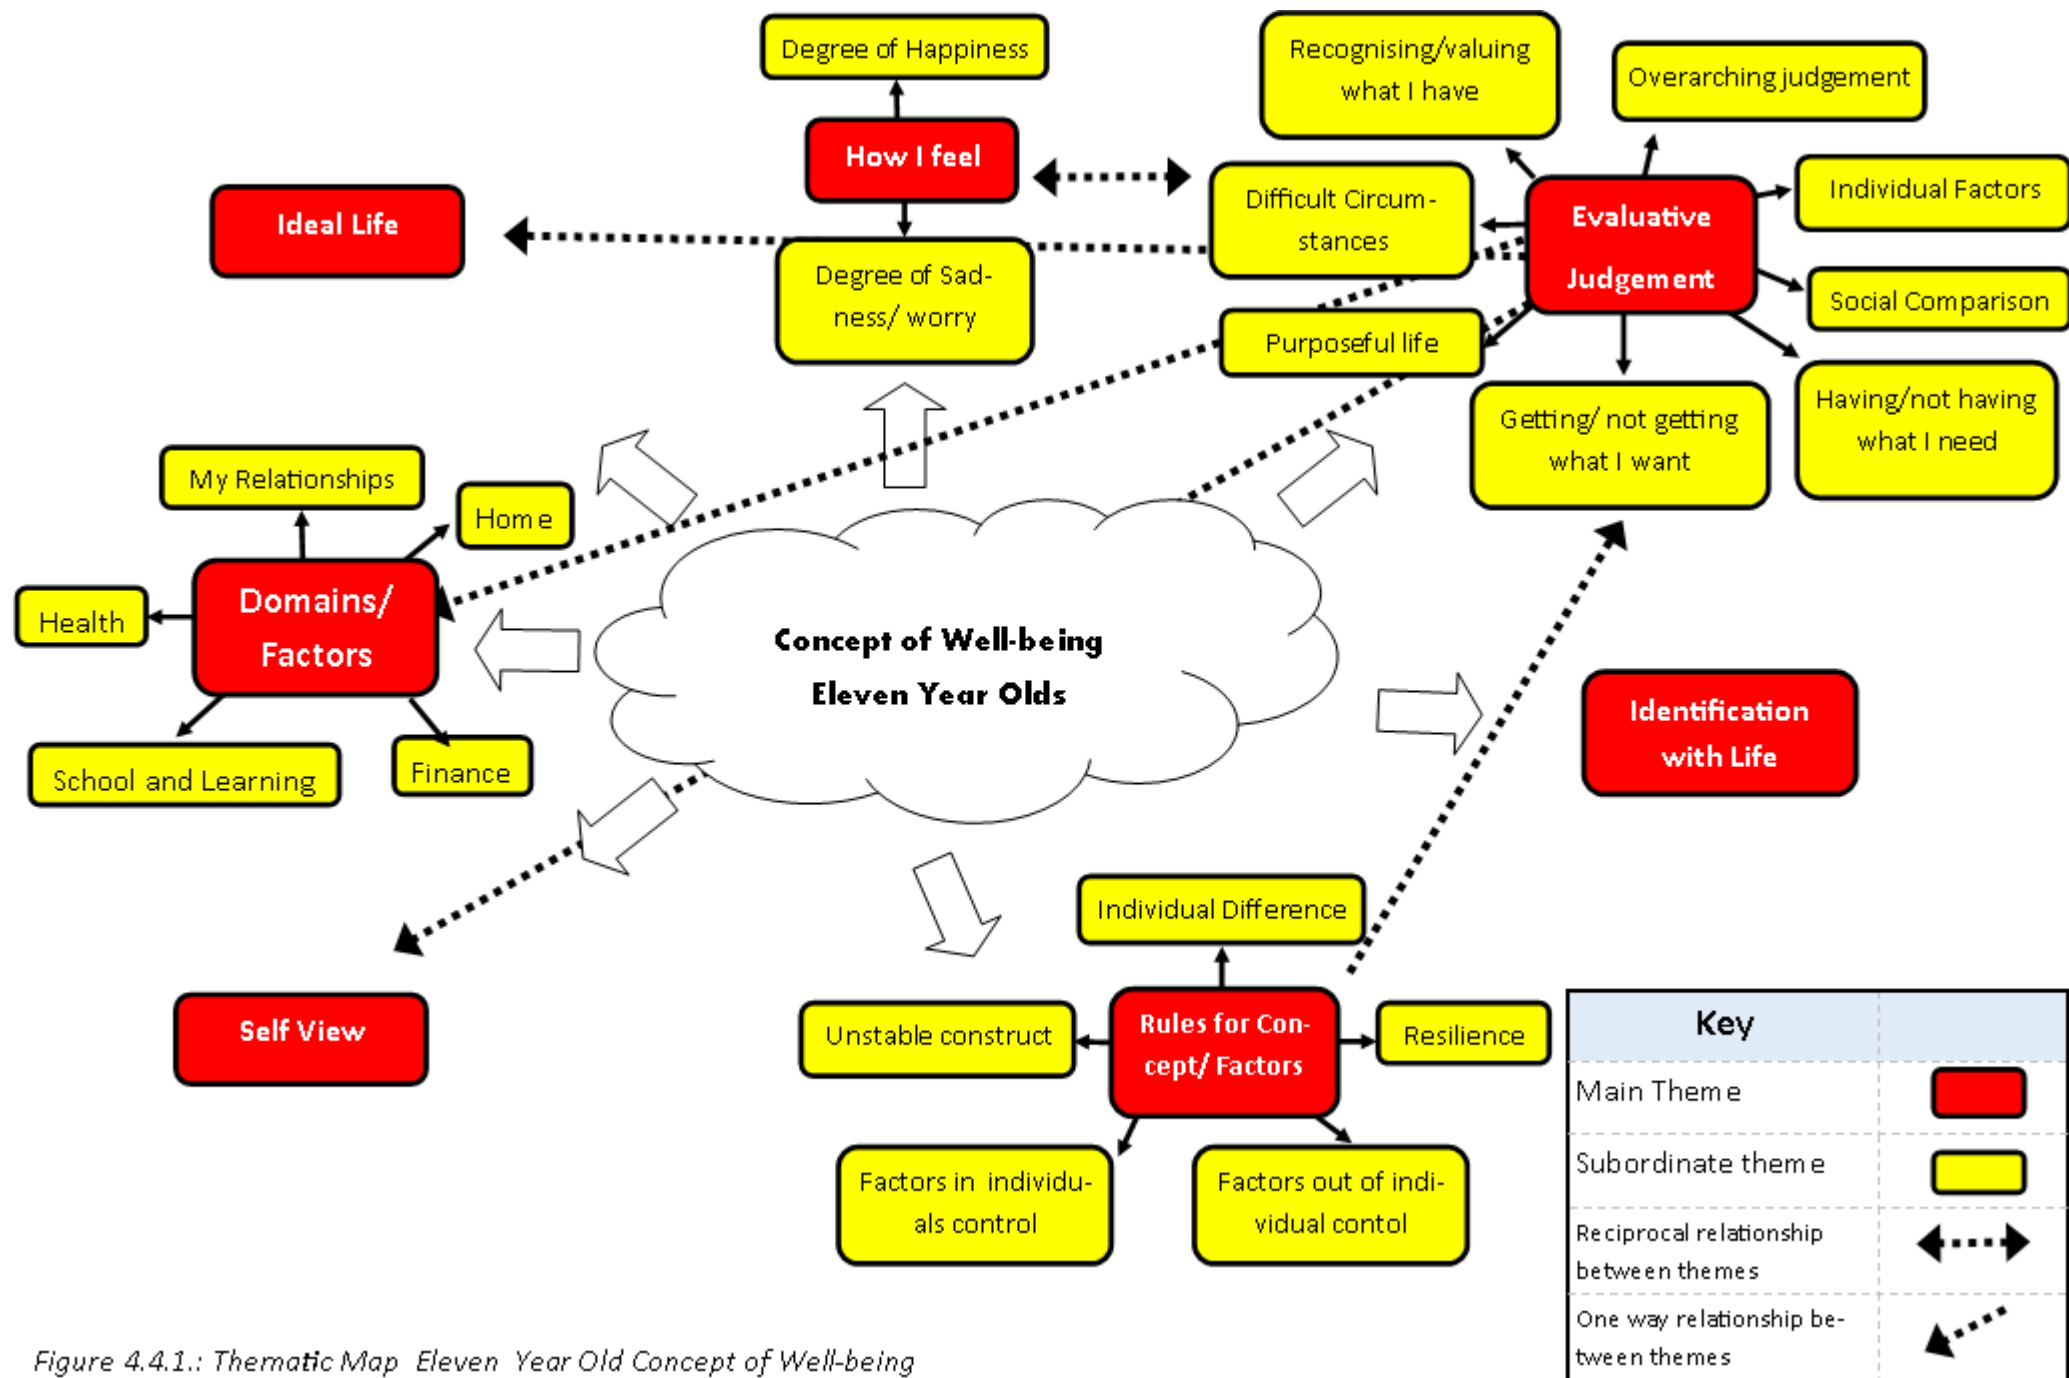 Degree of Happiness
Recognising/valuing
what I have
Overarching judgement
How I feel
Ideal Life
Difficult Circum-
stances
Evaluative
Judgement
Individual Factors
Degree of Sad-
ness/ worry
Social Comparison
Purposeful life
Getting/ not getting
what I want
Having/not having
what I need
My Relationships
Home
Health
Domains/
Factors
School and Learning
Finance
Concept of Well-being
Eleven Year Olds
Identification
with Life
Self View
Individual Difference
Unstable construct
Rules for Con-
cept/ Factors
Resilience
Factors in individu-
als control
Factors out of indi-
vidual contol
Key
Main Theme
Subordinate theme
Reciprocal relationship
between themes
One way relationship be-
tween themes
Figure 4.4.1.: Thematic Map Eleven Year Old Concept of Well-being